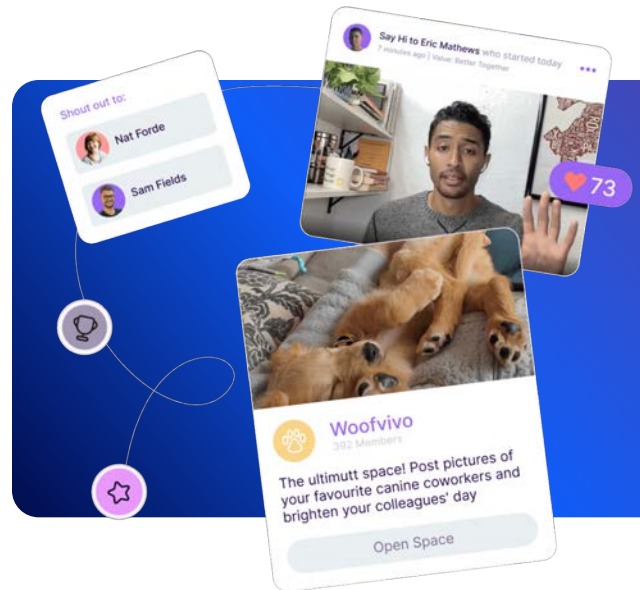 Shout out to:
Nat Forde
Sam Fields
Say Hi to Eric Mathews who started today
7 minutes ago | Value: Better Together
73
Woofvivo
392 Members
The ultimutt space! Post pictures of
your favourite canine coworkers and
brighten your colleagues' day
Open Space